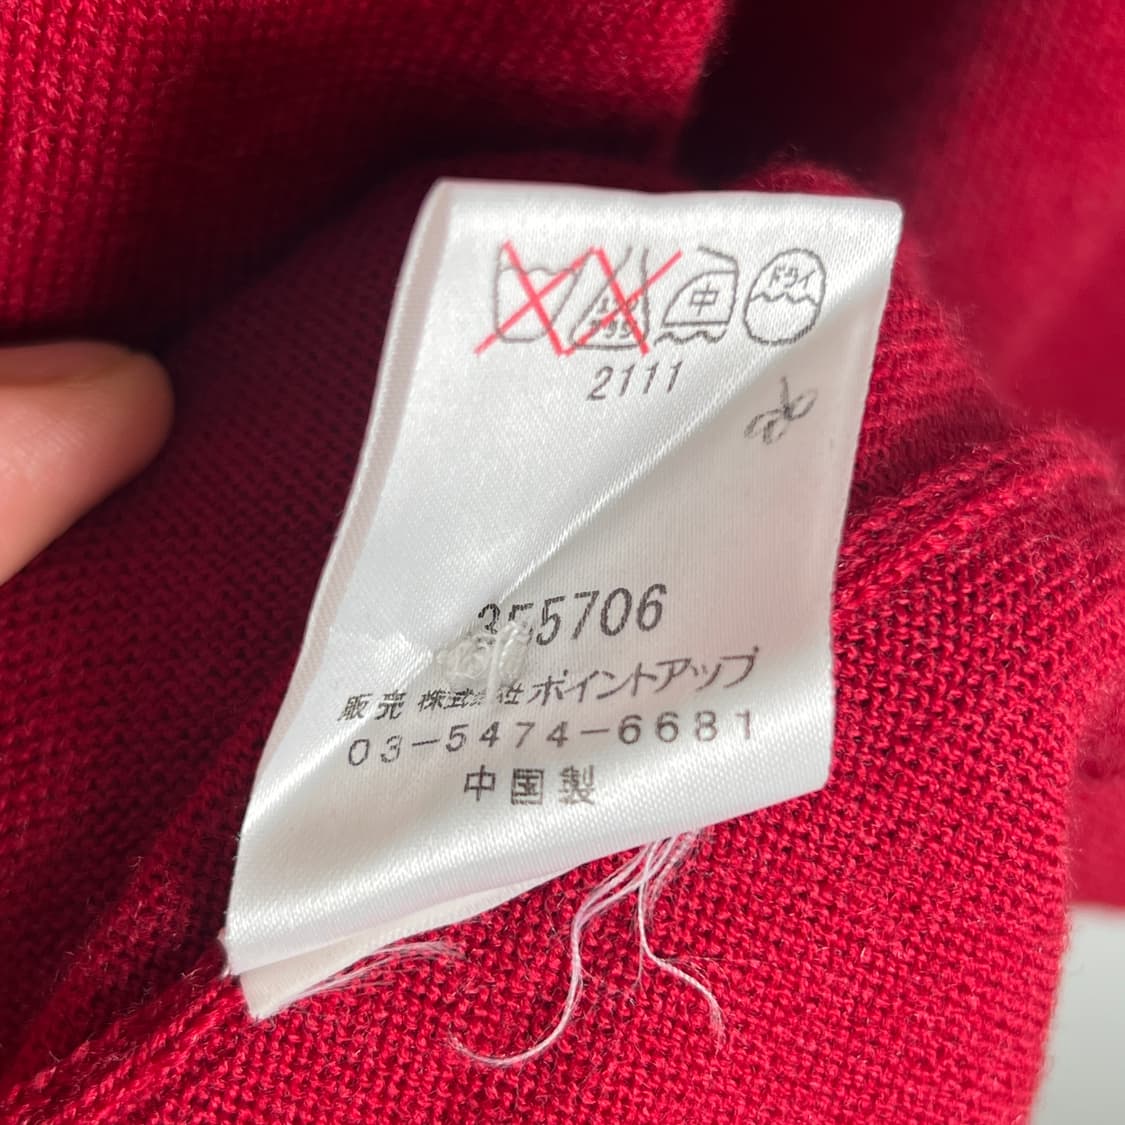 中 ドライ
2111
355706
販売 株式会社ポイントアップ
03-5474-6681
中国製